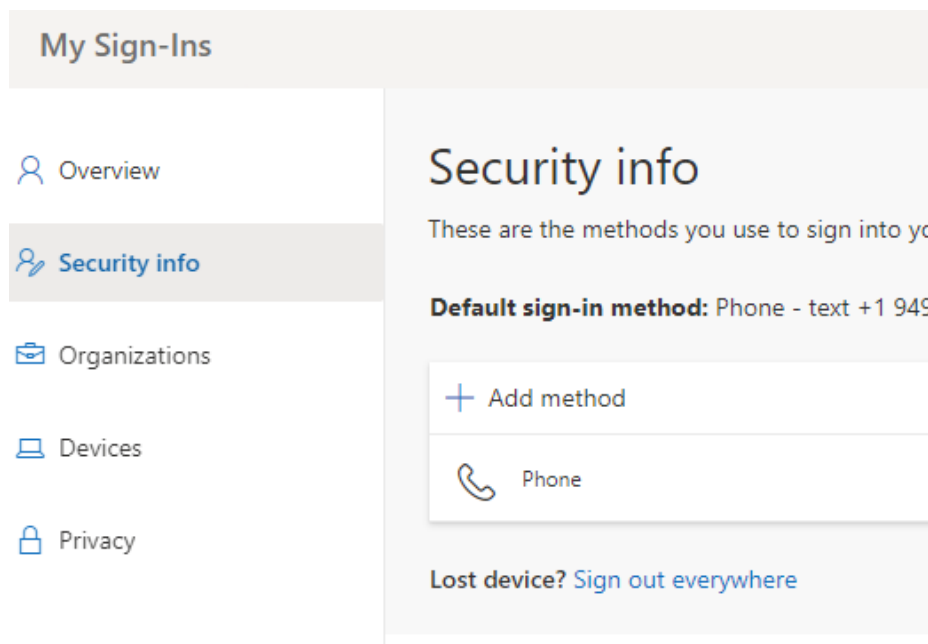 My Sign-Ins
Overview
Security info
Organizations
Devices
Privacy
Security info
These are the methods you use to sign into
Default sign-in method: Phone - text +1 949
Add method
Phone
Lost device? Sign out everywhere